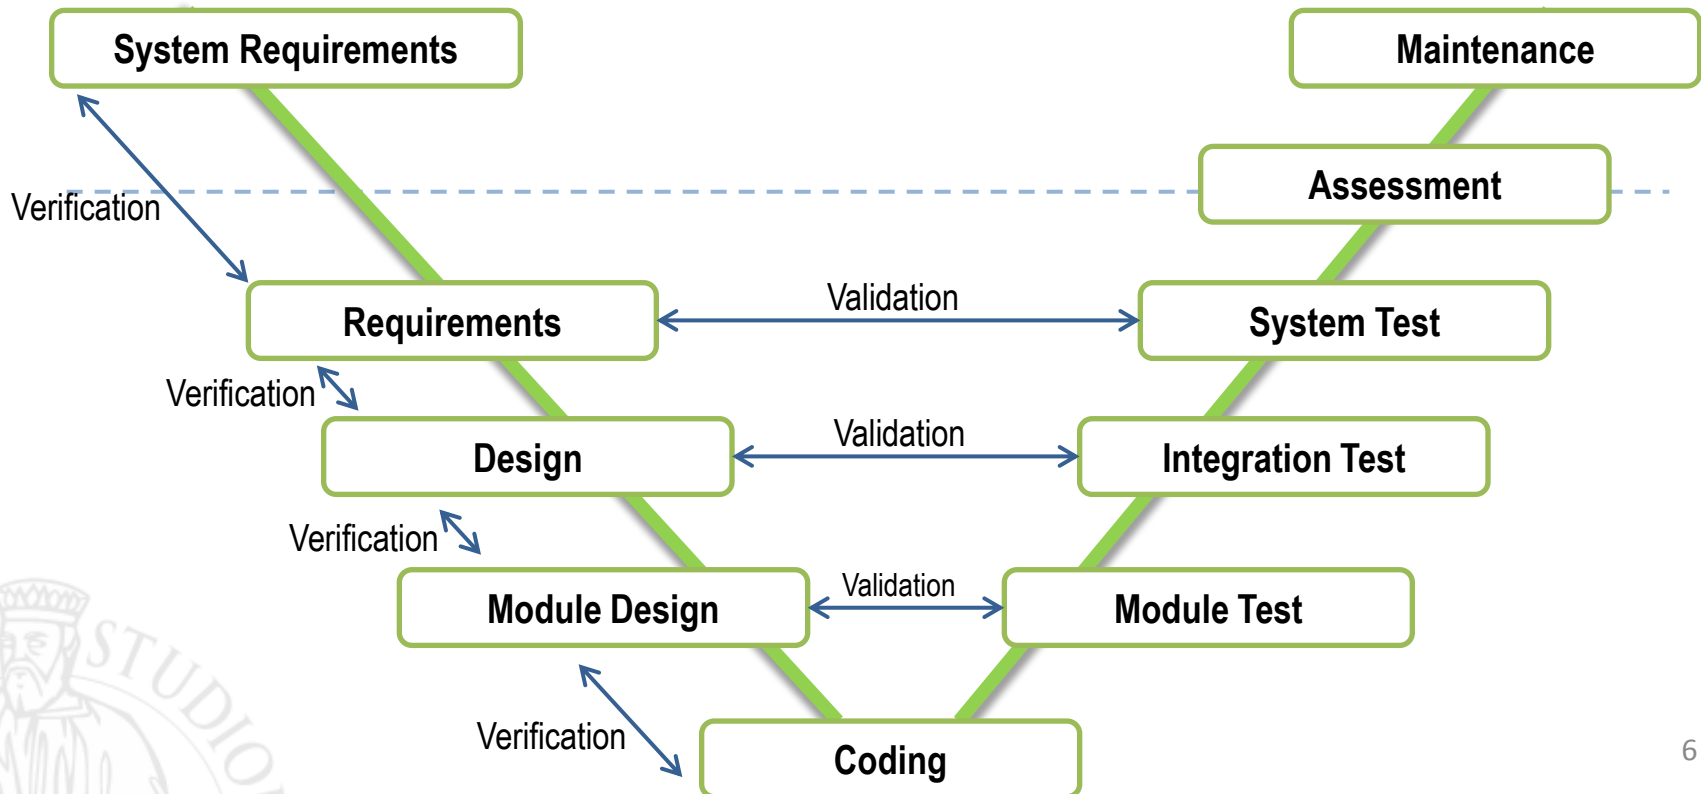 System Requirements
Maintenance
Assessment
Verification
Validation
Requirements
System Test
Verification
Validation
Design
Integration Test
Verification
Validation
Module Design
Module Test
STUDIO
Verification
Coding
6